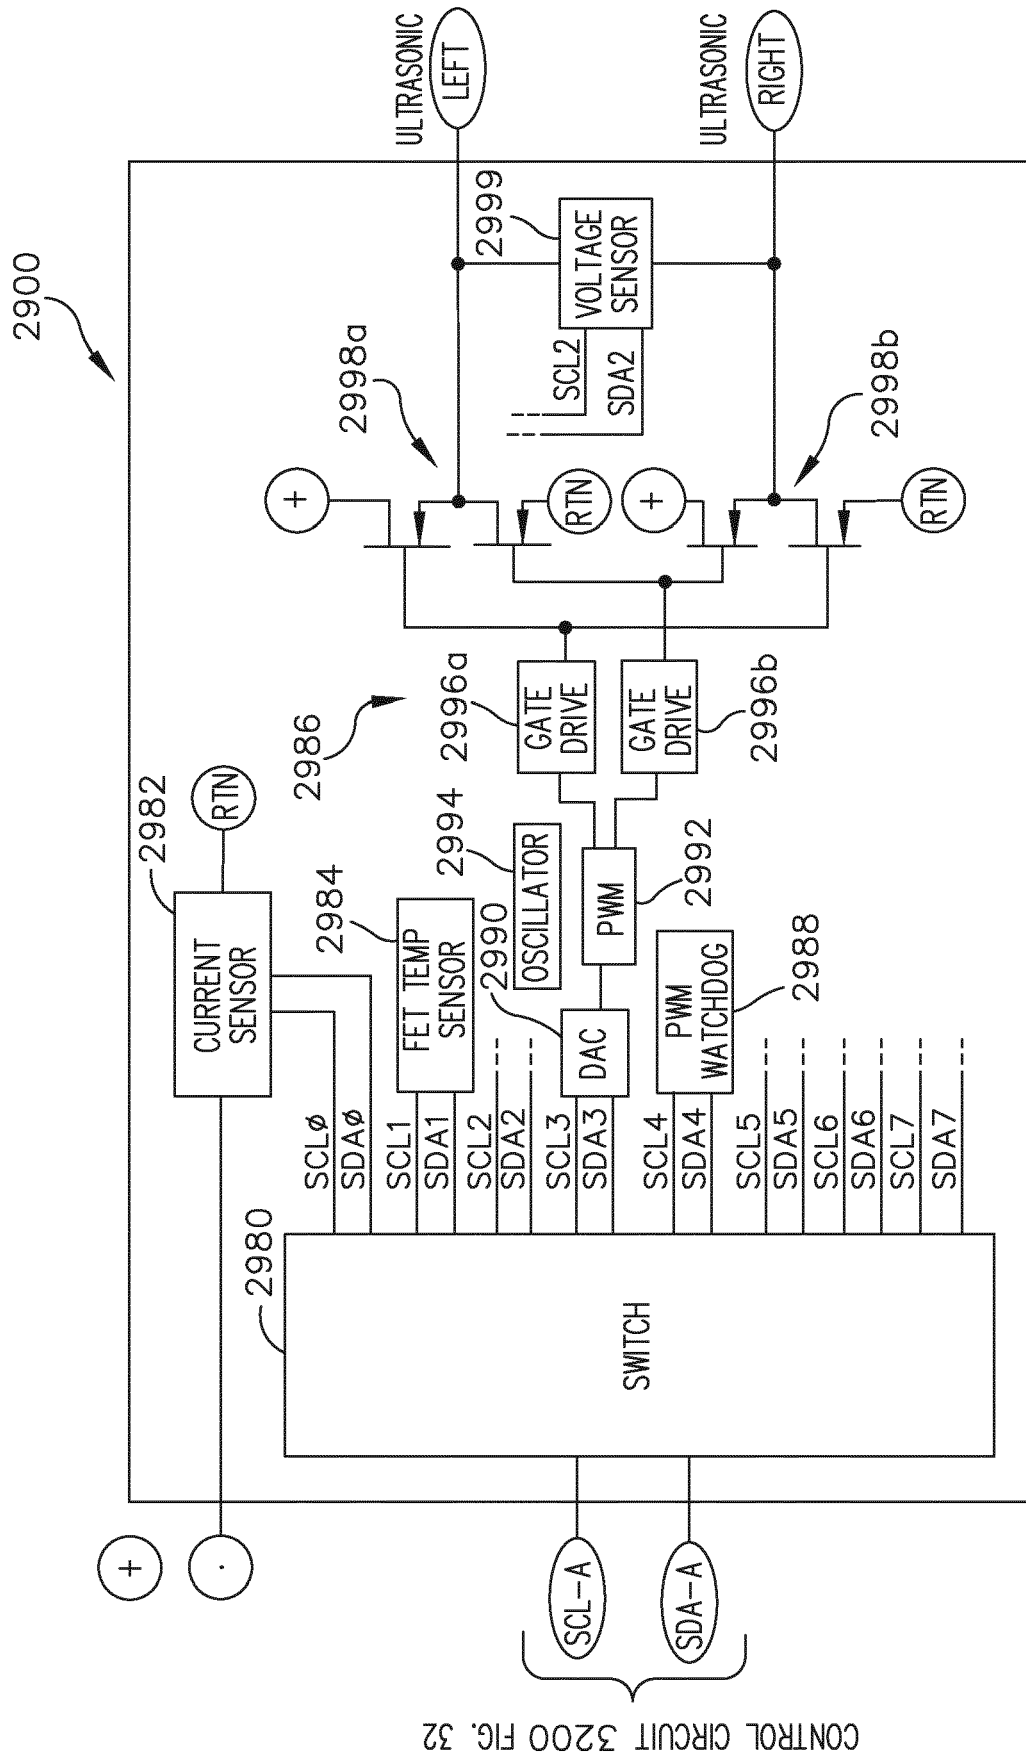 2900
ULTRASONIC
LEFT
ULTRASONIC
RIGHT
2999
VOLTAGE
SENSOR
SCL2
SDA2
2998a
2998b
+
RTN
+
RTN
2986
2996a
GATE
DRIVE
GATE
DRIVE
2996b
2982
RTN
CURRENT
SENSOR
2984
FET TEMP
SENSOR
2994
OSCILLATOR
2990
DAC
PWM
2992
PWM
WATCHDOG
2988
SCLø
SDAø
SCL1
SDA1
SCL2
SDA2
SCL3
SDA3
SCL4
SDA4
SCL5
SDA5
SCL6
SDA6
SCL7
SDA7
2980
SWITCH
+
-
SCL-A
SDA-A
CONTROL CIRCUIT 3200 FIG. 32